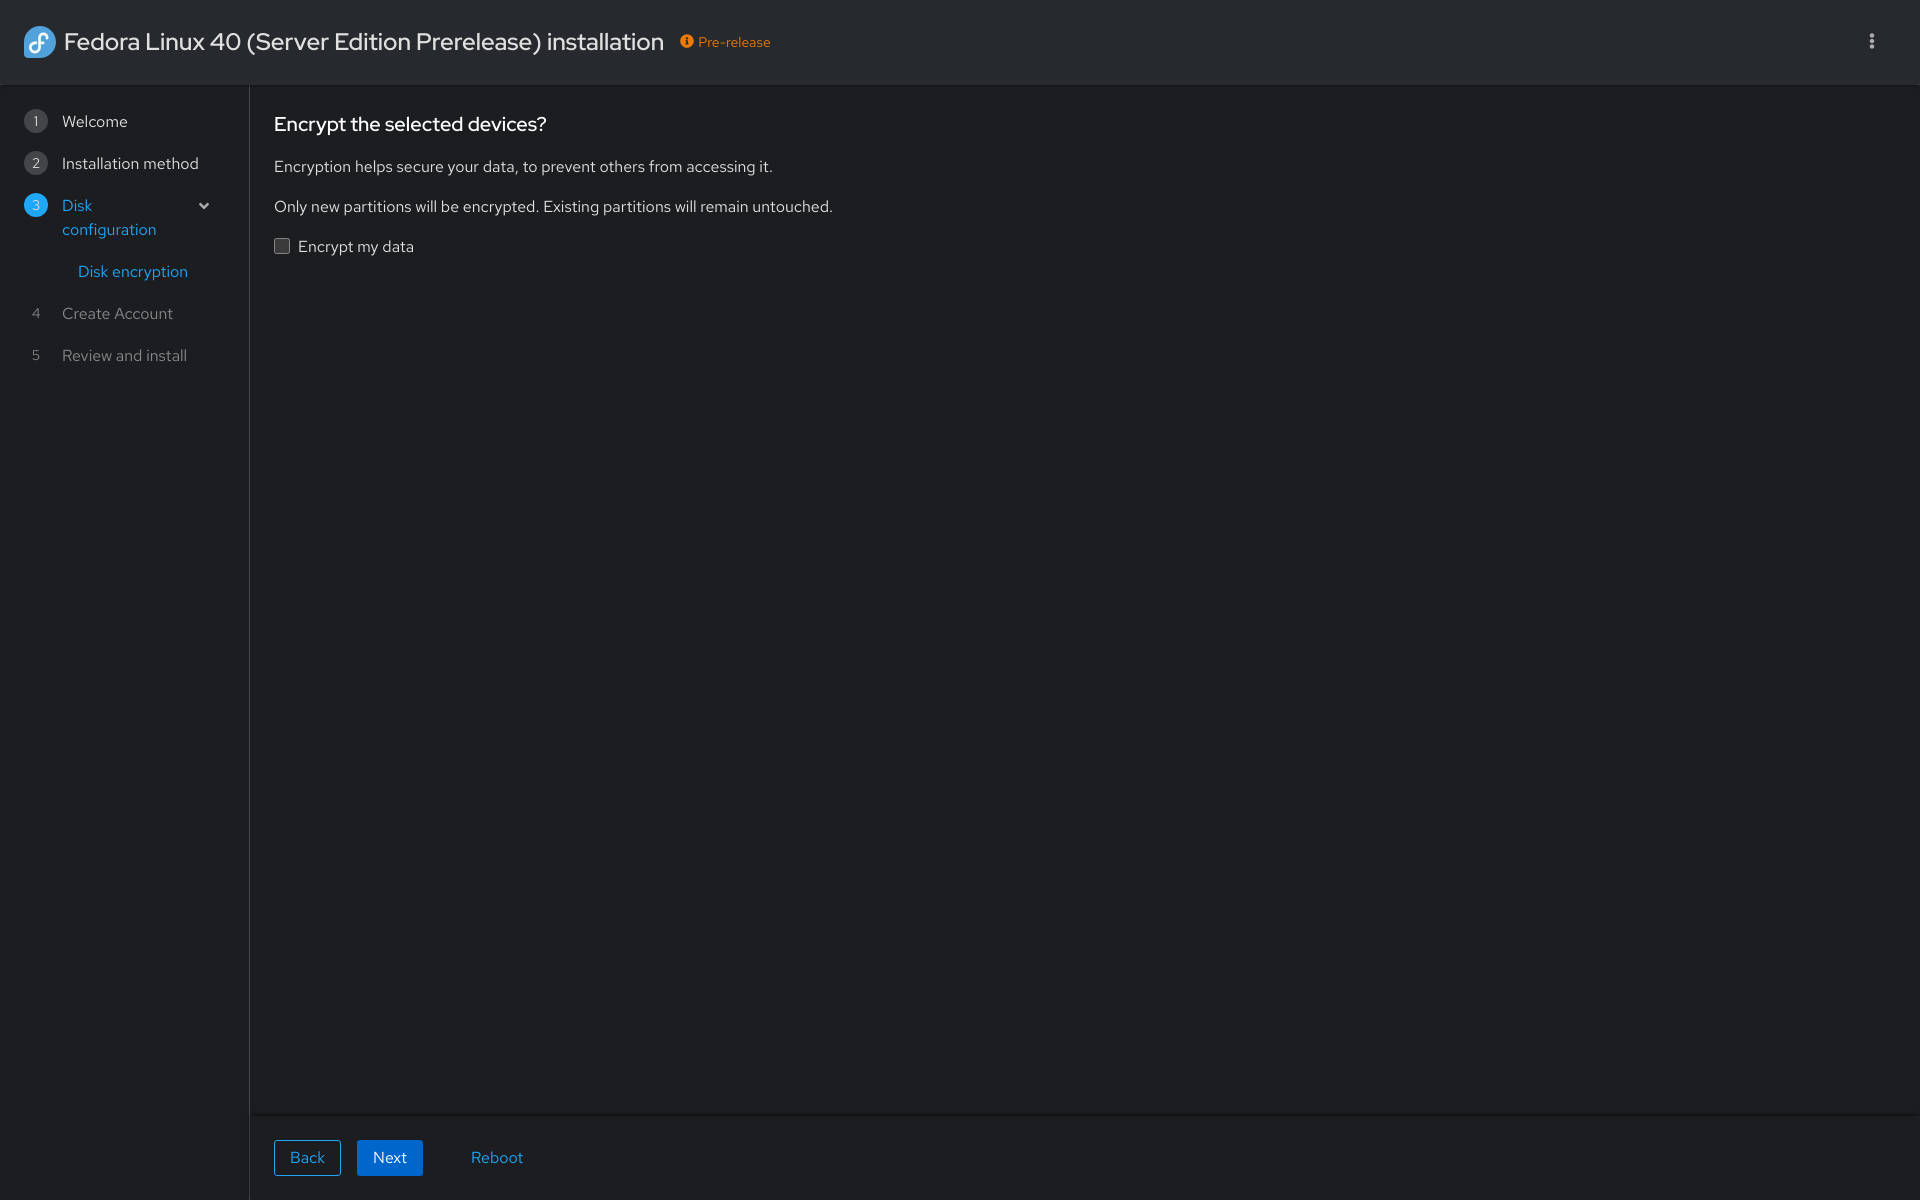 Fedora Linux 40 (Server Edition Prerelease) installation
Pre-release
1 Welcome
2 Installation method
3 Disk
configuration
Disk encryption
4 Create Account
5 Review and install
Encrypt the selected devices?
Encryption helps secure your data, to prevent others from accessing it.
Only new partitions will be encrypted. Existing partitions will remain untouched.
Encrypt my data
Back Next Reboot